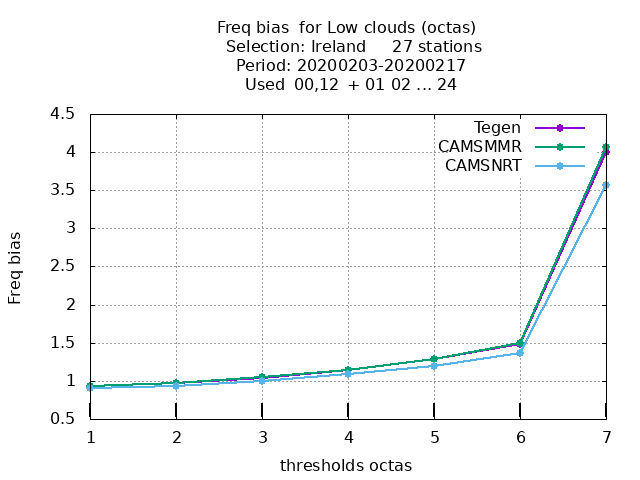 Freq bias  for Low clouds (octas)
Selection: Ireland     27 stations
Period: 20200203-20200217
Used  00,12  + 01 02 ... 24
4.5
4
3.5
3
2.5
2
1.5
1
0.5
Freq bias
Tegen
CAMSMMR
CAMSNRT
1 2 3 4 5 6 7
thresholds octas